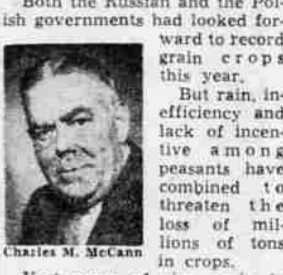 Both the Russian and the Pol-
ish governments had looked for-
ward to record
grain crops
this year.
But rain, in-
efficiency and
lack of incen-
tive among
peasants have
combined to
threaten the
loss of mil-
lions of tons
in crops.
Charles M. McCann